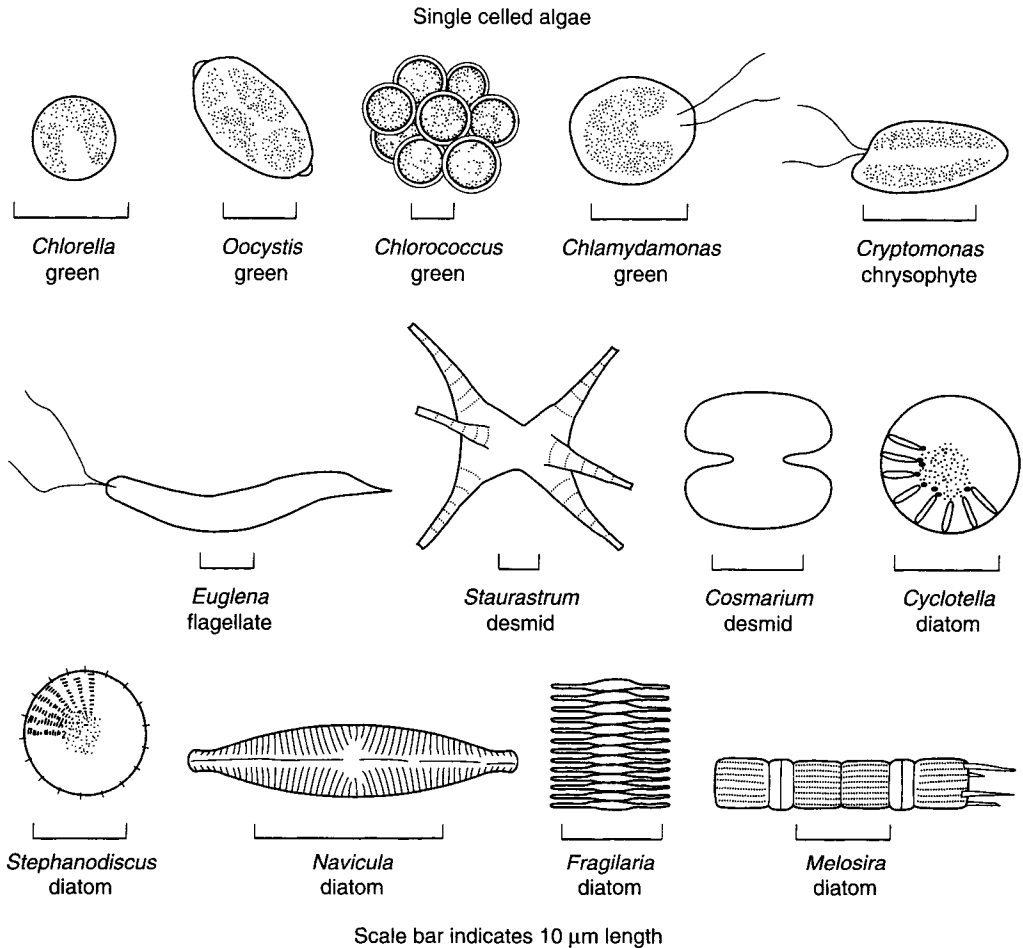 Single celled algae
Chlorella
green
Oocystis
green
Chlorococcus
green
Chlamydamonas
green
Cryptomonas
chrysophyte
Euglena
flagellate
Staurastrum
desmid
Cosmarium
desmid
Cyclotella
diatom
Stephanodiscus
diatom
Navicula
diatom
Fragilaria
diatom
Melosira
diatom
Scale bar indicates 10 μm length